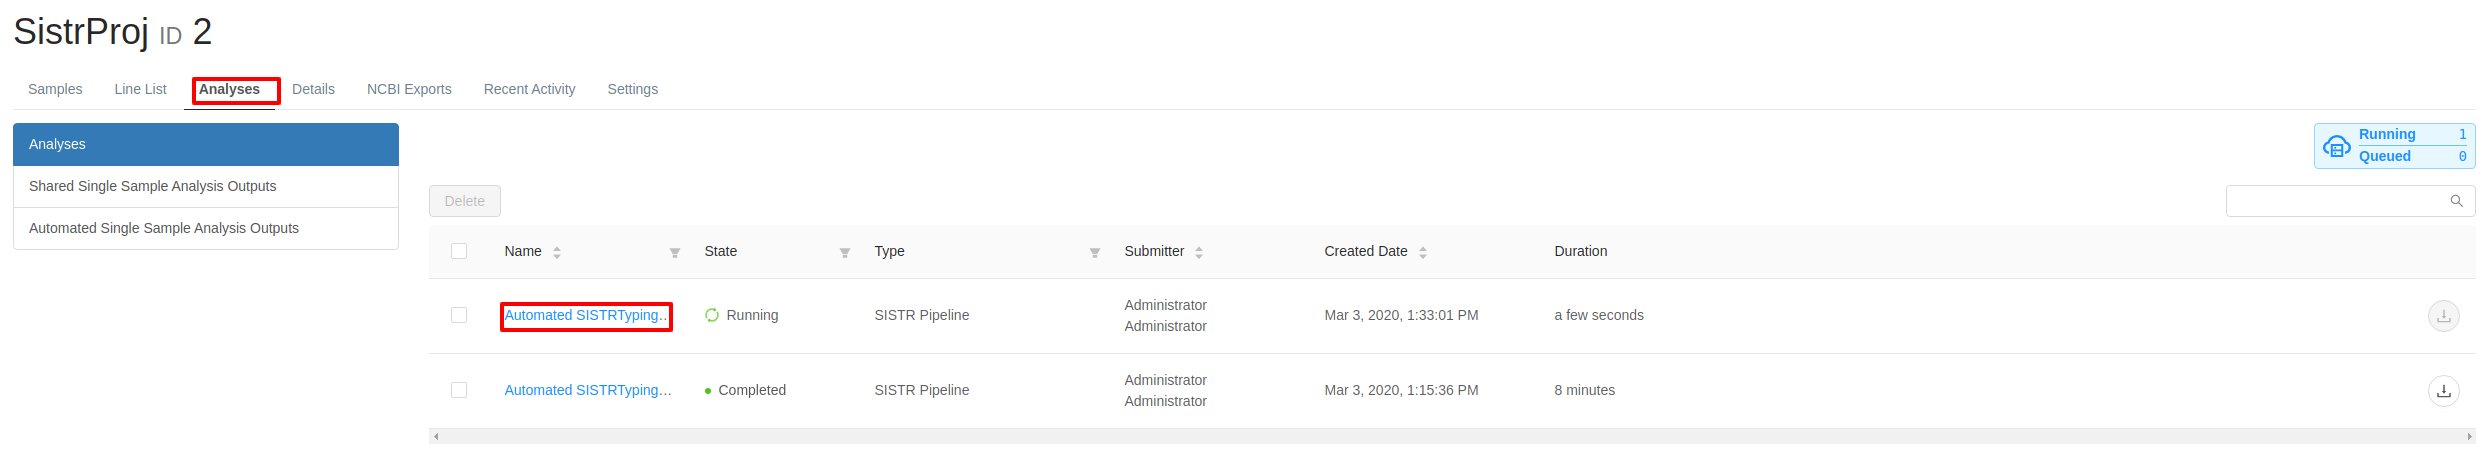 SistrProj ID 2
Samples Line List Analyses Details NCBI Exports Recent Activity Settings
Analyses
Shared Single Sample Analysis Outputs
Automated Single Sample Analysis Outputs
Running 1
Queued 0
Delete
Name State Type Submitter Created Date Duration
Automated SISTRTyping... Running SISTR Pipeline Administrator Administrator Mar 3, 2020, 1:33:01 PM a few seconds
Automated SISTRTyping... Completed SISTR Pipeline Administrator Administrator Mar 3, 2020, 1:15:36 PM 8 minutes